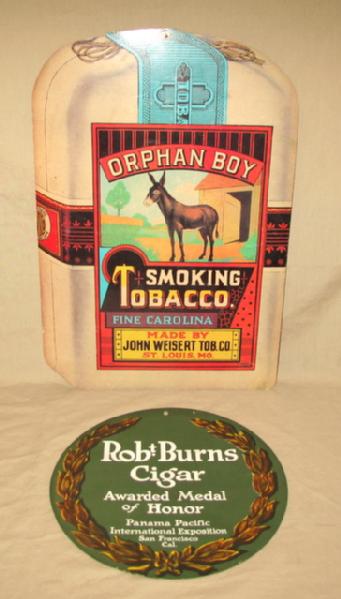 TOBA
ORPHAN BOY
SMOKING
TOBACCO.
FINE CAROLINA
MADE BY
JOHN WEISERT TOB. CO.
ST. LOUIS, MO.
Robt Burns
Cigar
Awarded Medal
of Honor
Panama Pacific
International Exposition
San Francisco
Cal.